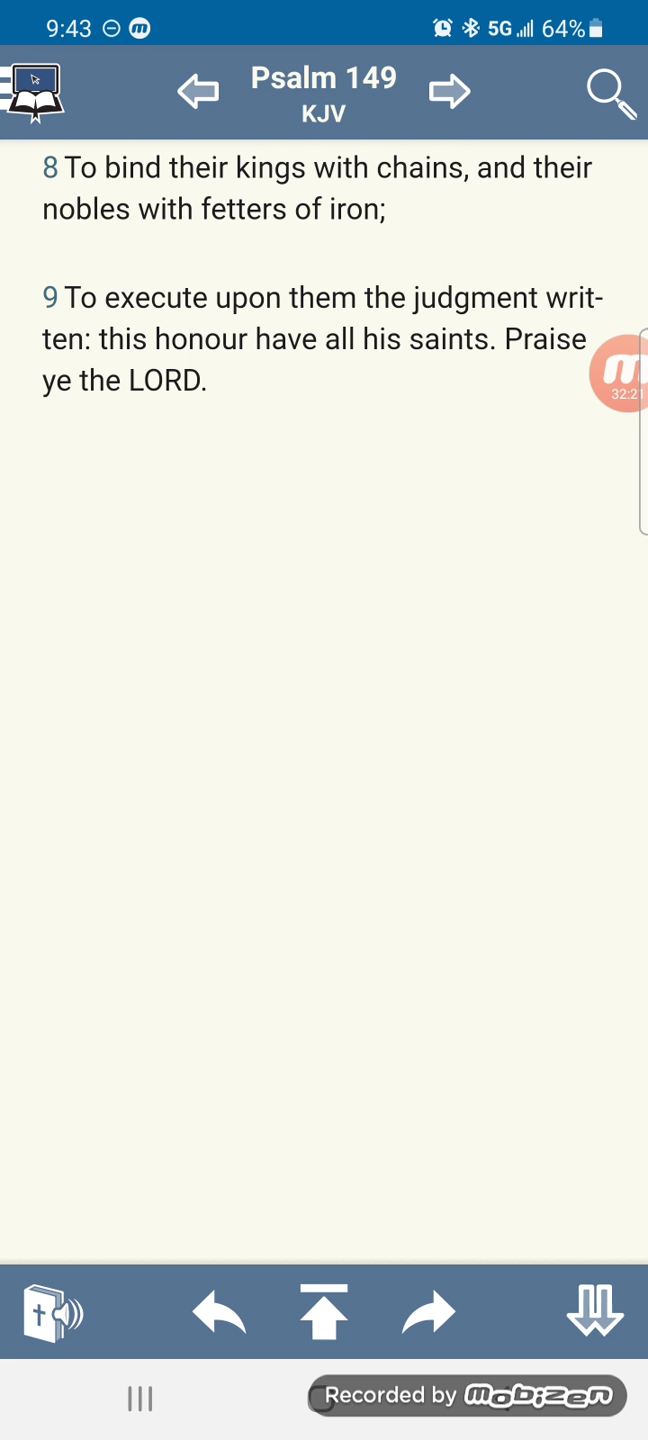 9:43 m 5G 64%
Psalm 149
KJV
8 To bind their kings with chains, and their
nobles with fetters of iron;
9 To execute upon them the judgment writ-
ten: this honour have all his saints. Praise
ye the LORD.
m
32:21
Recorded by mobizen